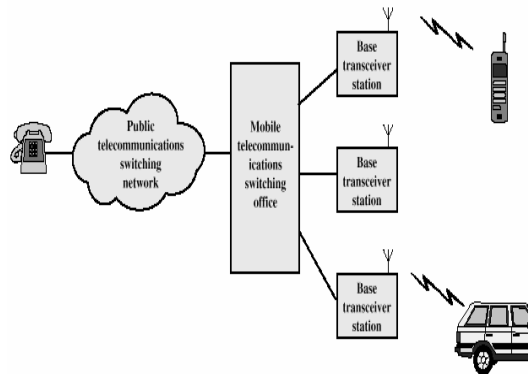 Public
telecommunications
switching
network
Mobile
telecommun-
ications
switching
office
Base
transceiver
station
Base
transceiver
station
Base
transceiver
station